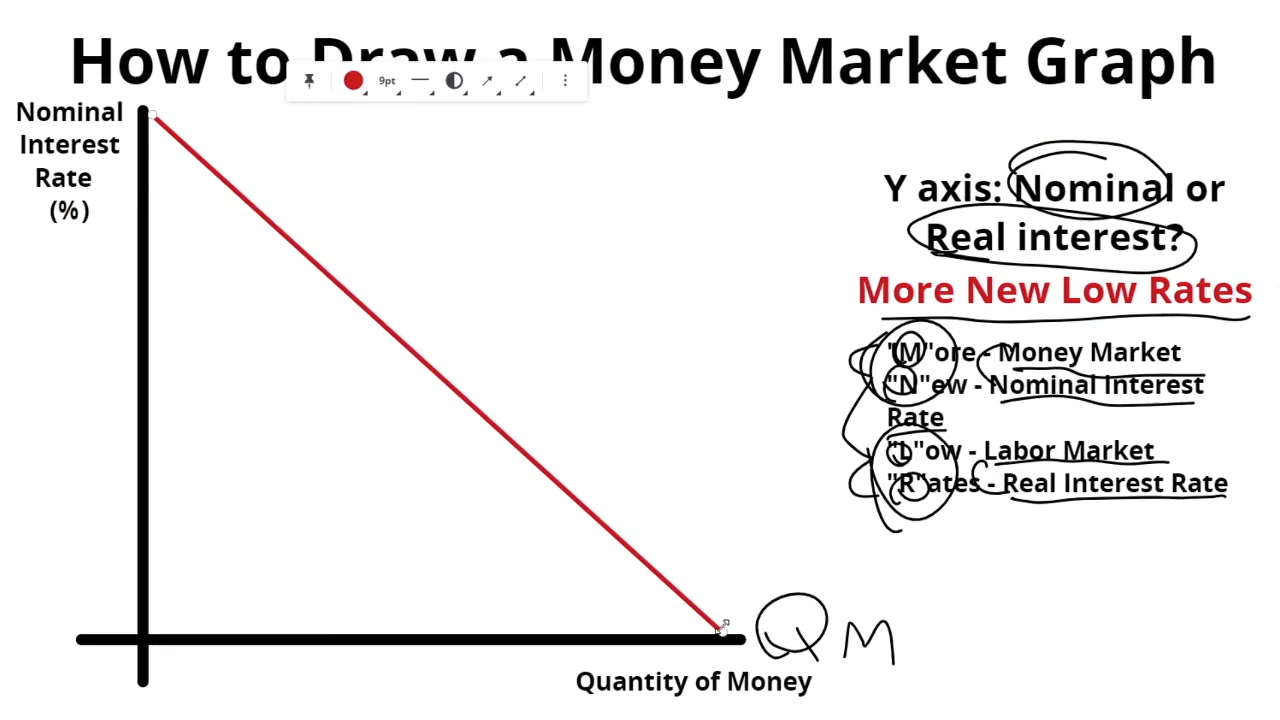 How to Draw a Money Market Graph
9pt
Nominal
Interest
Rate
(%)
Y axis: Nominal or
Real interest?
More New Low Rates
"M"ore - Money Market
"N"ew - Nominal Interest
Rate
"L"ow - Labor Market
"R"ates - Real Interest Rate
QM
Quantity of Money